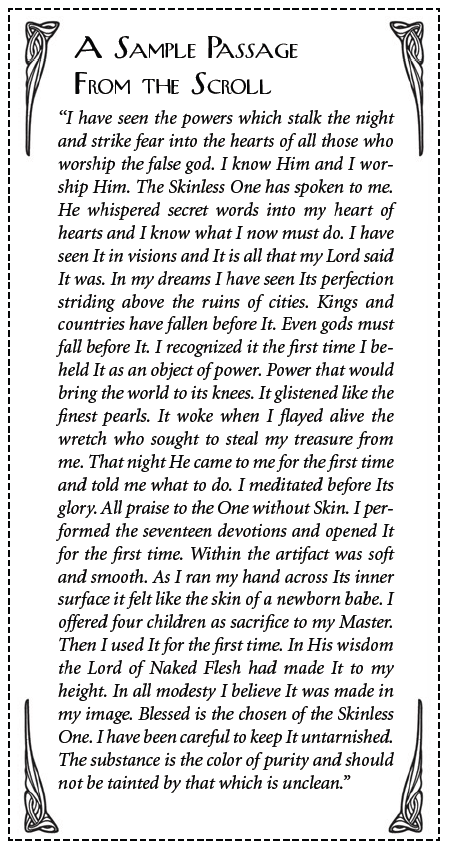 A Sample Passage
From the Scroll
“I have seen the powers which stalk the night
and strike fear into the hearts of all those who
worship the false god. I know Him and I wor-
ship Him. The Skinless One has spoken to me.
He whispered secret words into my heart of
hearts and I know what I now must do. I have
seen It in visions and It is all that my Lord said
It was. In my dreams I have seen Its perfection
striding above the ruins of cities. Kings and
countries have fallen before It. Even gods must
fall before It. I recognized it the first time I be-
held It as an object of power. Power that would
bring the world to its knees. It glistened like the
finest pearls. It woke when I flayed alive the
wretch who sought to steal my treasure from
me. That night He came to me for the first time
and told me what to do. I meditated before Its
glory. All praise to the One without Skin. I per-
formed the seventeen devotions and opened It
for the first time. Within the artifact was soft
and smooth. As I ran my hand across Its inner
surface it felt like the skin of a newborn babe. I
offered four children as sacrifice to my Master.
Then I used It for the first time. In His wisdom
the Lord of Naked Flesh had made It to my
height. In all modesty I believe It was made in
my image. Blessed is the chosen of the Skinless
One. I have been careful to keep It untarnished.
The substance is the color of purity and should
not be tainted by that which is unclean.”